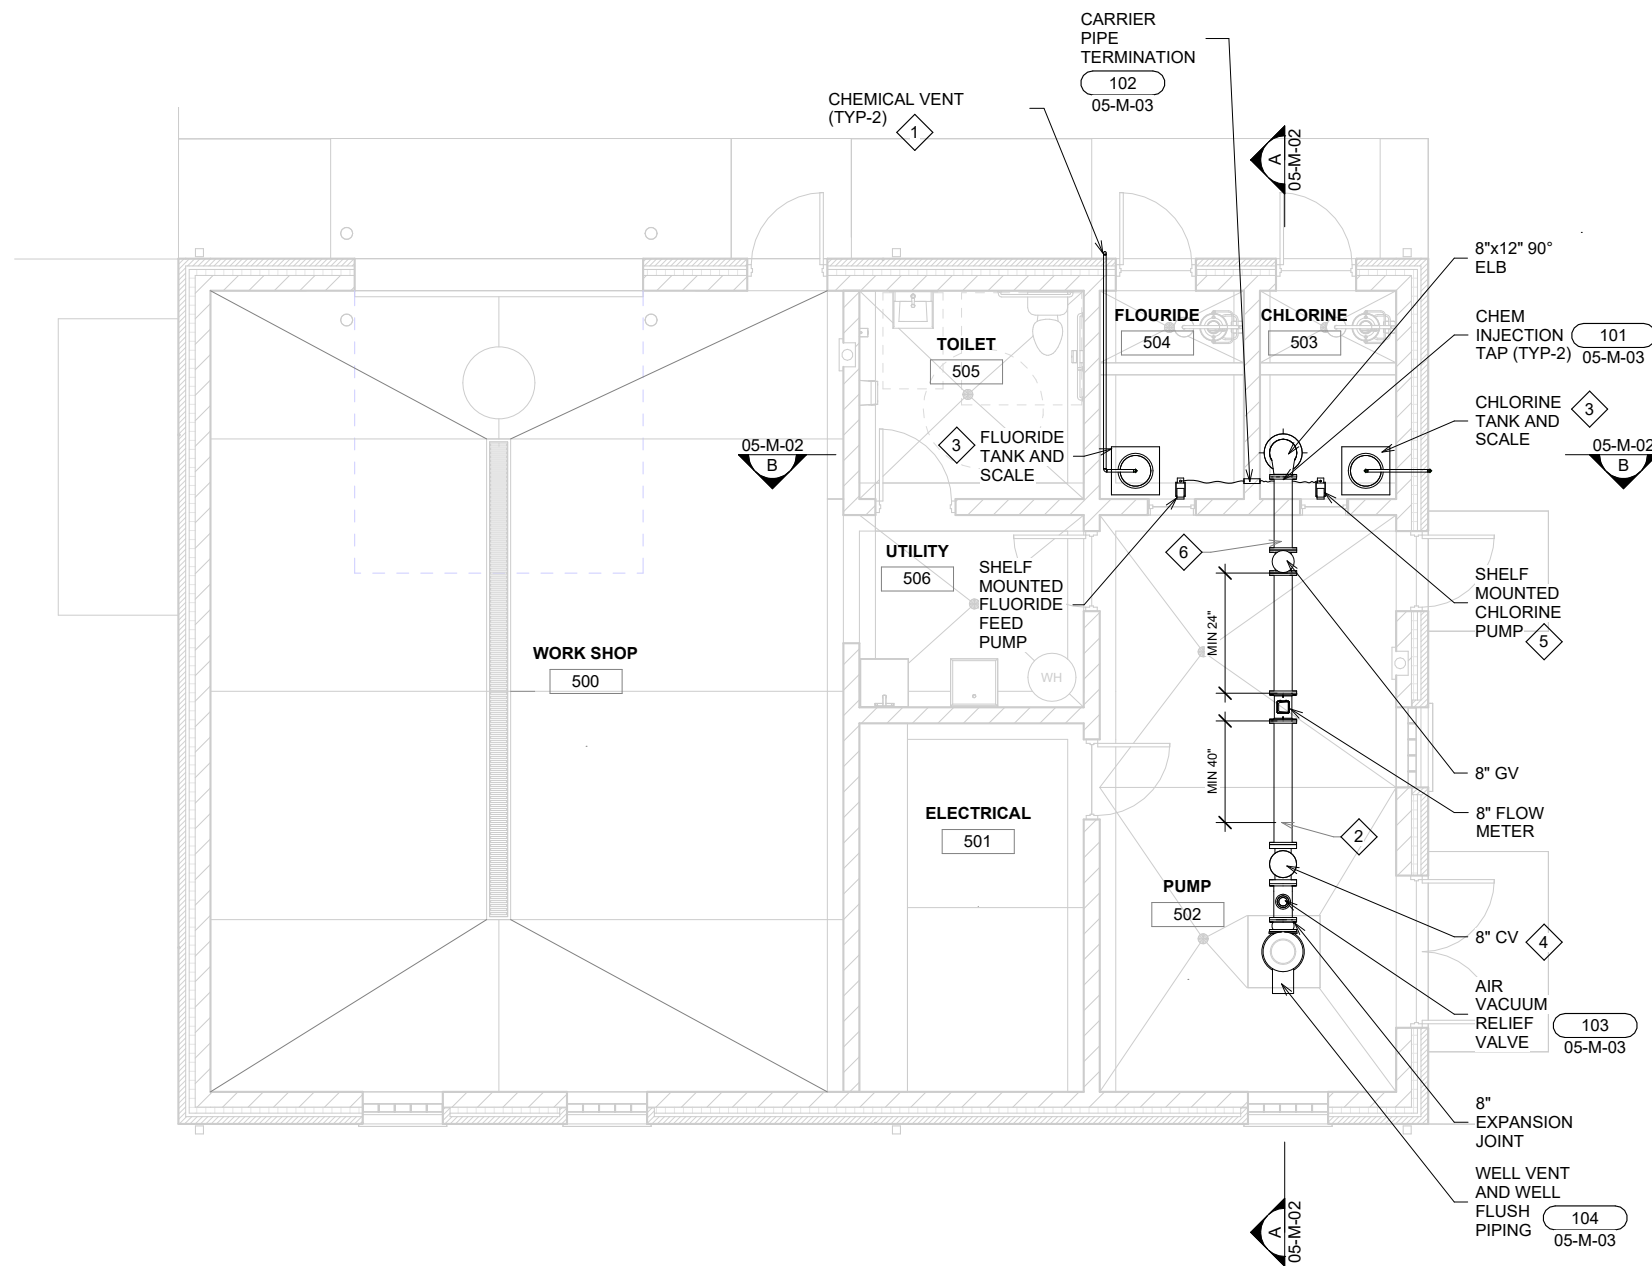 CARRIER
PIPE
TERMINATION
102
05-M-03
CHEMICAL VENT
(TYP-2)
1
A
05-M-02
8"x12" 90°
ELB
CHEM
INJECTION
TAP (TYP-2)
101
05-M-03
FLOURIDE
504
CHLORINE
503
TOILET
505
CHLORINE
TANK AND
SCALE
3
3
FLUORIDE
TANK AND
SCALE
05-M-02
B
05-M-02
B
UTILITY
506
6
SHELF
MOUNTED
FLUORIDE
FEED
PUMP
SHELF
MOUNTED
CHLORINE
PUMP
5
MIN 24"
WH
WORK SHOP
500
MIN 40"
8" GV
8" FLOW
METER
ELECTRICAL
501
2
PUMP
502
8" CV
4
AIR
VACUUM
RELIEF
VALVE
103
05-M-03
8"
EXPANSION
JOINT
WELL VENT
AND WELL
FLUSH
PIPING
104
05-M-03
A
05-M-02